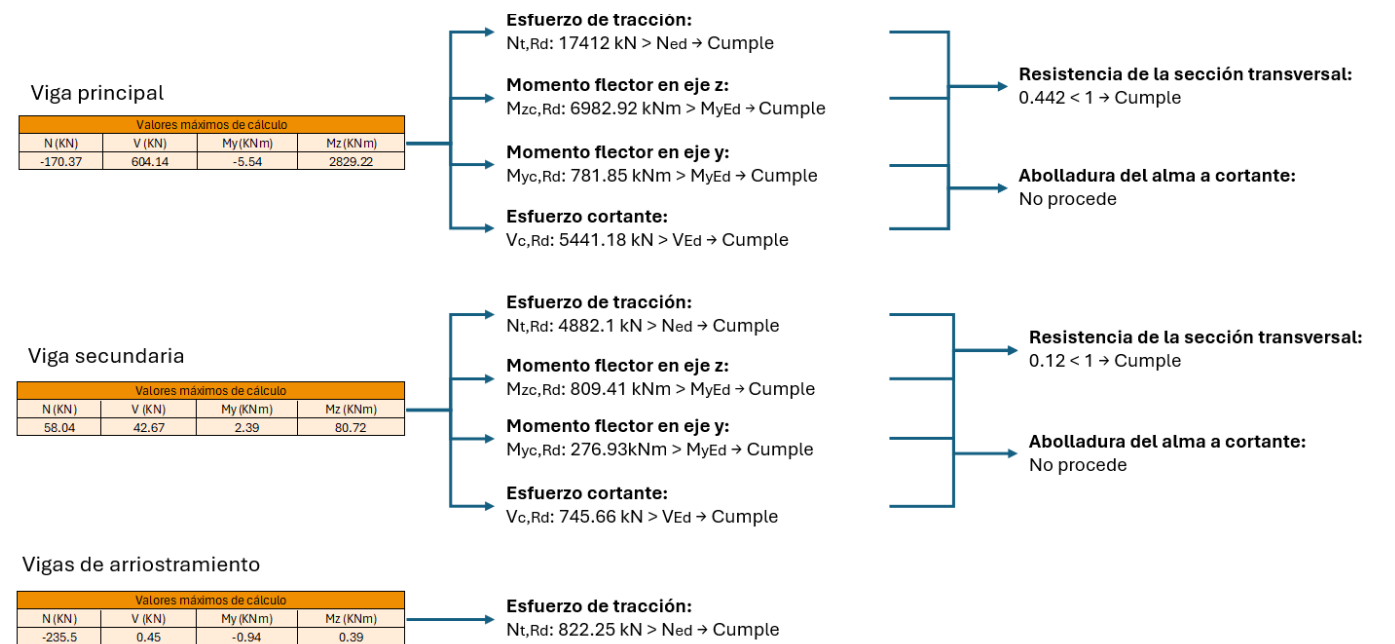 Viga principal
Valores máximos de cálculo
N (KN) V (KN) My (KNm) Mz (KNm)
-170.37 604.14 -5.54 2829.22
Esfuerzo de tracción:
Nt,Rd: 17412 kN > Ned → Cumple
Momento flector en eje z:
Mzc,Rd: 6982.92 kNm > MyEd → Cumple
Momento flector en eje y:
Myc,Rd: 781.85 kNm > MyEd → Cumple
Esfuerzo cortante:
Vc,Rd: 5441.18 kN > VEd → Cumple
Resistencia de la sección transversal:
0.442 < 1 → Cumple
Abolladura del alma a cortante:
No procede
Viga secundaria
Valores máximos de cálculo
N (KN) V (KN) My (KNm) Mz (KNm)
58.04 42.67 2.39 80.72
Esfuerzo de tracción:
Nt,Rd: 4882.1 kN > Ned → Cumple
Momento flector en eje z:
Mzc,Rd: 809.41 kNm > MyEd → Cumple
Momento flector en eje y:
Myc,Rd: 276.93kNm > MyEd → Cumple
Esfuerzo cortante:
Vc,Rd: 745.66 kN > VEd → Cumple
Resistencia de la sección transversal:
0.12 < 1 → Cumple
Abolladura del alma a cortante:
No procede
Vigas de arriostramiento
Valores máximos de cálculo
N (KN) V (KN) My (KNm) Mz (KNm)
-235.5 0.45 -0.94 0.39
Esfuerzo de tracción:
Nt,Rd: 822.25 kN > Ned → Cumple